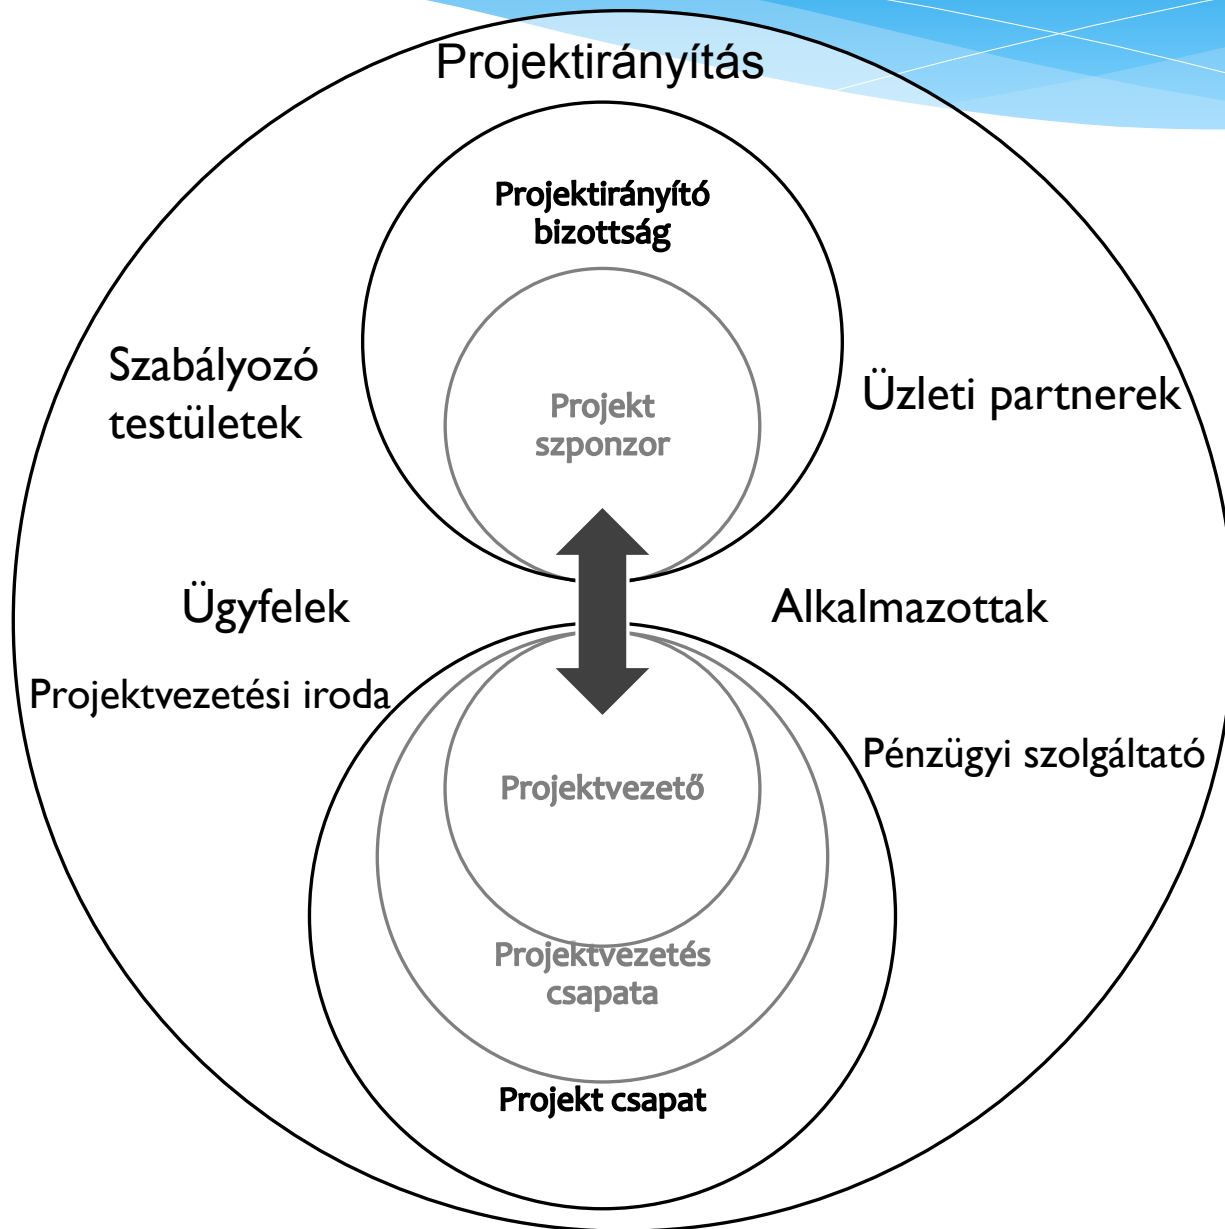 Projektirányítás
Projektirányító
bizottság
Szabályozó
testületek
Projekt
szponzor
Üzleti partnerek
Ügyfelek
Alkalmazottak
Projektvezetési iroda
Pénzügyi szolgáltató
Projektvezető
Projektvezetés
csapata
Projekt csapat